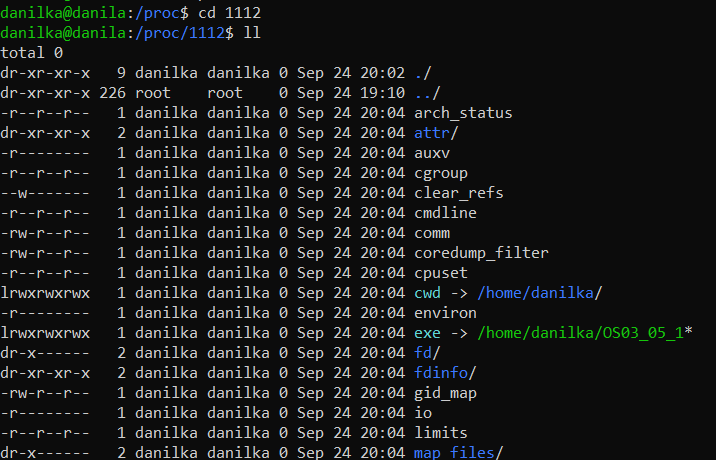 danilka@danila:/proc$ cd 1112
danilka@danila:/proc/1112$ ll
total 0
dr-xr-xr-x   9 danilka danilka 0 Sep 24 20:02 ./
dr-xr-xr-x 226 root    root    0 Sep 24 19:10 ../
-r--r--r--   1 danilka danilka 0 Sep 24 20:04 arch_status
dr-xr-xr-x   2 danilka danilka 0 Sep 24 20:04 attr/
-r--------   1 danilka danilka 0 Sep 24 20:04 auxv
-r--r--r--   1 danilka danilka 0 Sep 24 20:04 cgroup
--w-------   1 danilka danilka 0 Sep 24 20:04 clear_refs
-r--r--r--   1 danilka danilka 0 Sep 24 20:04 cmdline
-rw-r--r--   1 danilka danilka 0 Sep 24 20:04 comm
-rw-r--r--   1 danilka danilka 0 Sep 24 20:04 coredump_filter
-r--r--r--   1 danilka danilka 0 Sep 24 20:04 cpuset
lrwxrwxrwx   1 danilka danilka 0 Sep 24 20:04 cwd -> /home/danilka/
-r--------   1 danilka danilka 0 Sep 24 20:04 environ
lrwxrwxrwx   1 danilka danilka 0 Sep 24 20:04 exe -> /home/danilka/OS03_05_1*
dr-x------   2 danilka danilka 0 Sep 24 20:04 fd/
dr-xr-xr-x   2 danilka danilka 0 Sep 24 20:04 fdinfo/
-rw-r--r--   1 danilka danilka 0 Sep 24 20:04 gid_map
-r--------   1 danilka danilka 0 Sep 24 20:04 io
-r--r--r--   1 danilka danilka 0 Sep 24 20:04 limits
dr-x------   2 danilka danilka 0 Sep 24 20:04 map_files/